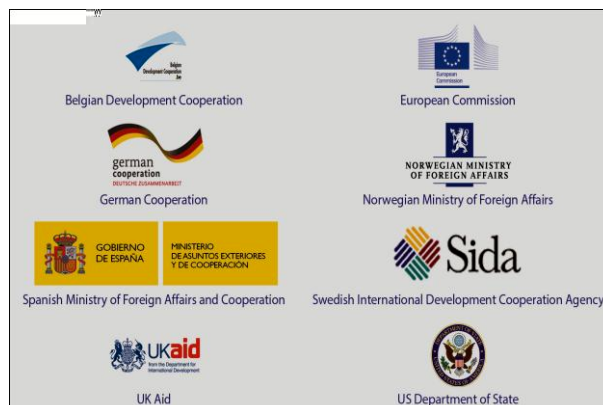 Belgian
Development Cooperation
Belgian Development Cooperation
European
Commission
European Commission
german
cooperation
DEUTSCHE ZUSAMMENARBEIT
German Cooperation
NORWEGIAN MINISTRY
OF FOREIGN AFFAIRS
Norwegian Ministry of Foreign Affairs
GOBIERNO
DE ESPAÑA
MINISTERIO
DE ASUNTOS EXTERIORES
Y DE COOPERACIÓN
Spanish Ministry of Foreign Affairs and Cooperation
Sida
Swedish International Development Cooperation Agency
UKaid
from the Department for
International Development
UK Aid
US Department of State